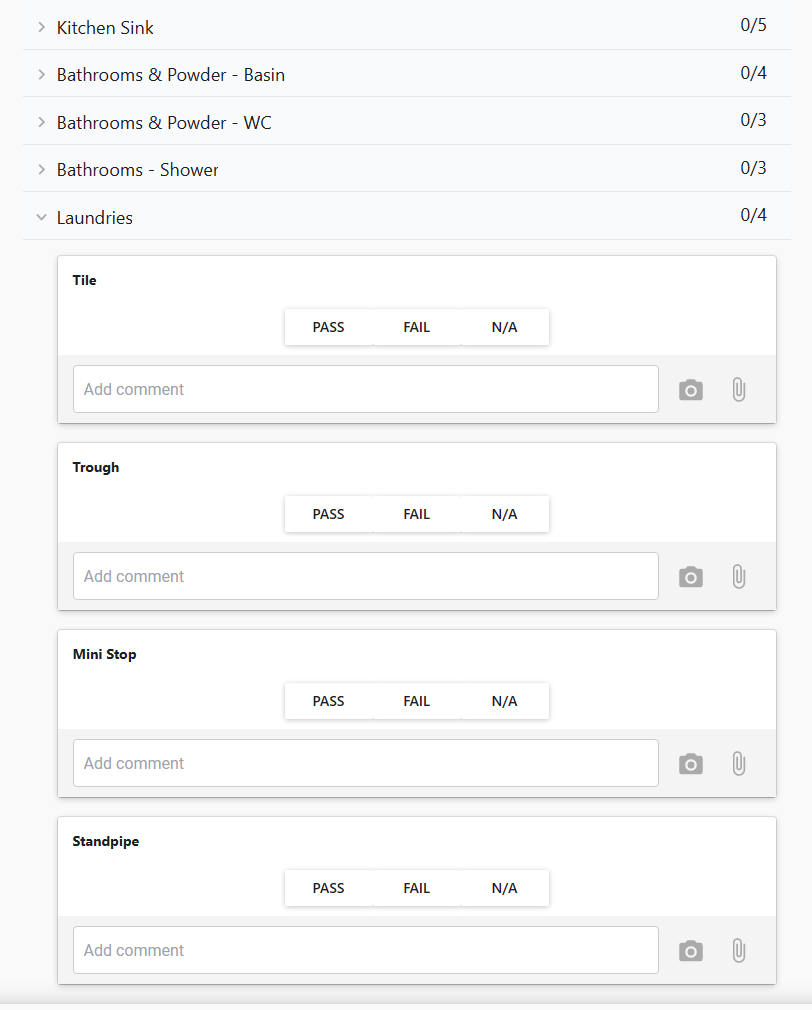 Kitchen Sink 0/5
Bathrooms & Powder - Basin 0/4
Bathrooms & Powder - WC 0/3
Bathrooms - Shower 0/3
Laundries 0/4
Tile
PASS FAIL N/A
Add comment
Trough
PASS FAIL N/A
Add comment
Mini Stop
PASS FAIL N/A
Add comment
Standpipe
PASS FAIL N/A
Add comment